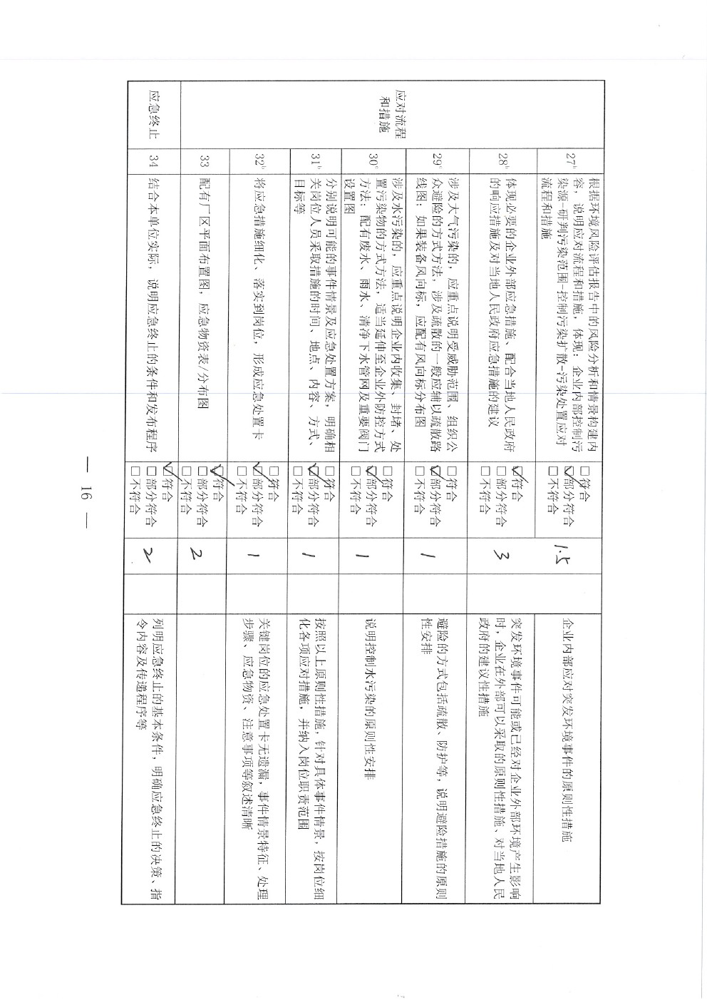 应对流程
和措施
27ᵇ
根据环境风险评估报告中的风险分析和情景构建内
容，说明应对流程和措施，体现：企业内部控制污
染源-研判污染范围-控制污染扩散-污染处置应对
流程和措施
□符合
☑部分符合
□不符合
1.5
企业内部应对突发环境事件的原则性措施
28ᵇ
体现必要的企业外部应急措施、配合当地人民政府
的响应措施及对当地人民政府应急措施的建议
☑符合
□部分符合
□不符合
3
突发环境事件可能或已经对企业外部环境产生影响
时，企业在外部可以采取的原则性措施、对当地人民
政府的建议性措施
29ᶜ
涉及大气污染的，应重点说明受威胁范围、组织公
众避险的方式方法，涉及疏散的一般应辅以疏散路
线图；如果装备风向标，应配有风向标分布图
□符合
☑部分符合
□不符合
1
避险的方式包括疏散、防护等，说明避险措施的原则
性安排
30ᶜ
涉及水污染的，应重点说明企业内收集、封堵、处
置污染物的方式方法，适当延伸至企业外防控方式
方法；配有废水、雨水、清净下水管网及重要阀门
设置图
□符合
☑部分符合
□不符合
1
说明控制水污染的原则性安排
31ᵇ
分别说明可能的事件情景及应急处置方案，明确相
关岗位人员采取措施的时间、地点、内容、方式、
目标等
□符合
☑部分符合
□不符合
1
按照以上原则性措施，针对具体事件情景，按岗位细
化各项应对措施，并纳入岗位职责范围
32ᵇ
将应急措施细化、落实到岗位，形成应急处置卡
□符合
☑部分符合
□不符合
1
关键岗位的应急处置卡无遗漏，事件情景特征、处理
步骤、应急物资、注意事项等叙述清晰
33
配有厂区平面布置图，应急物资表/分布图
☑符合
□部分符合
□不符合
2
应急终止
34
结合本单位实际，说明应急终止的条件和发布程序
☑符合
□部分符合
□不符合
2
列明应急终止的基本条件，明确应急终止的决策、指
令内容及传递程序等
— 16 —